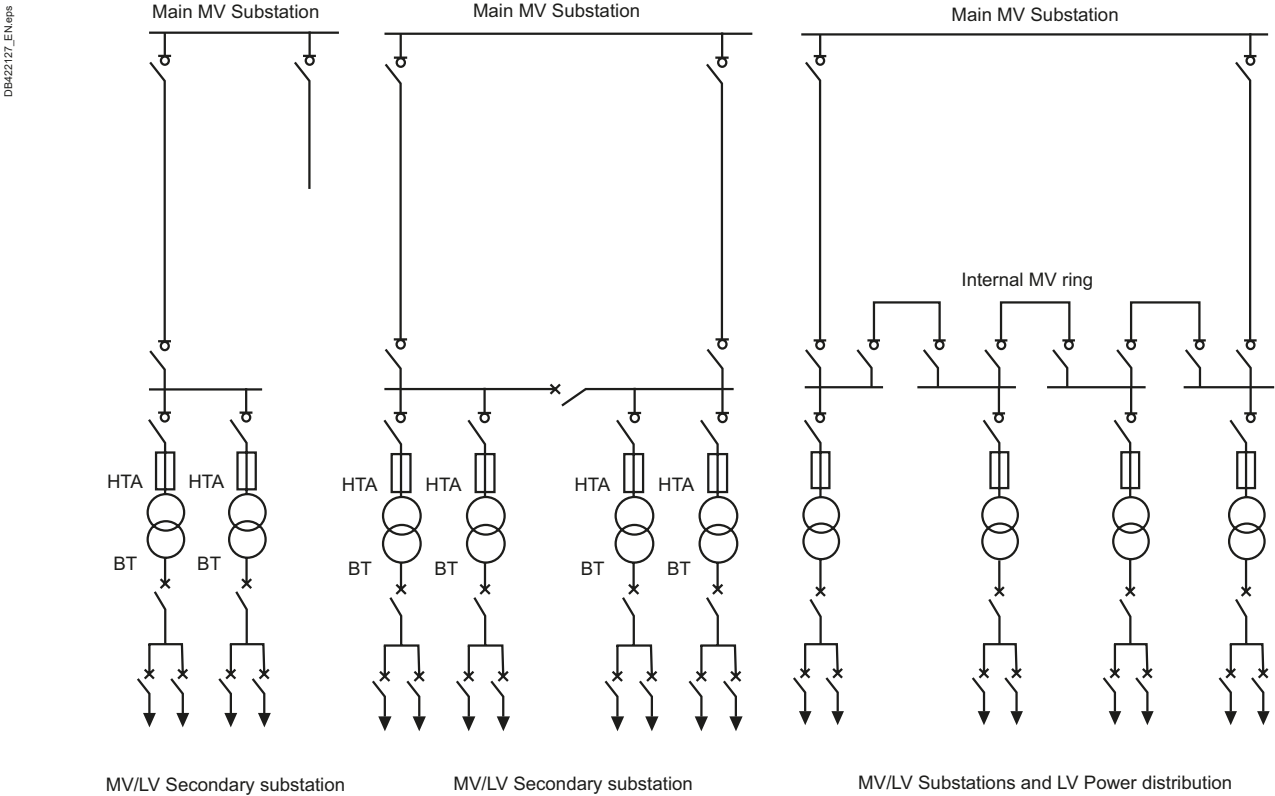 DB422127_EN.eps
Main MV Substation
Main MV Substation
Main MV Substation
Internal MV ring
HTA
HTA
HTA
HTA
HTA
HTA
BT
BT
BT
BT
BT
BT
MV/LV Secondary substation
MV/LV Secondary substation
MV/LV Substations and LV Power distribution